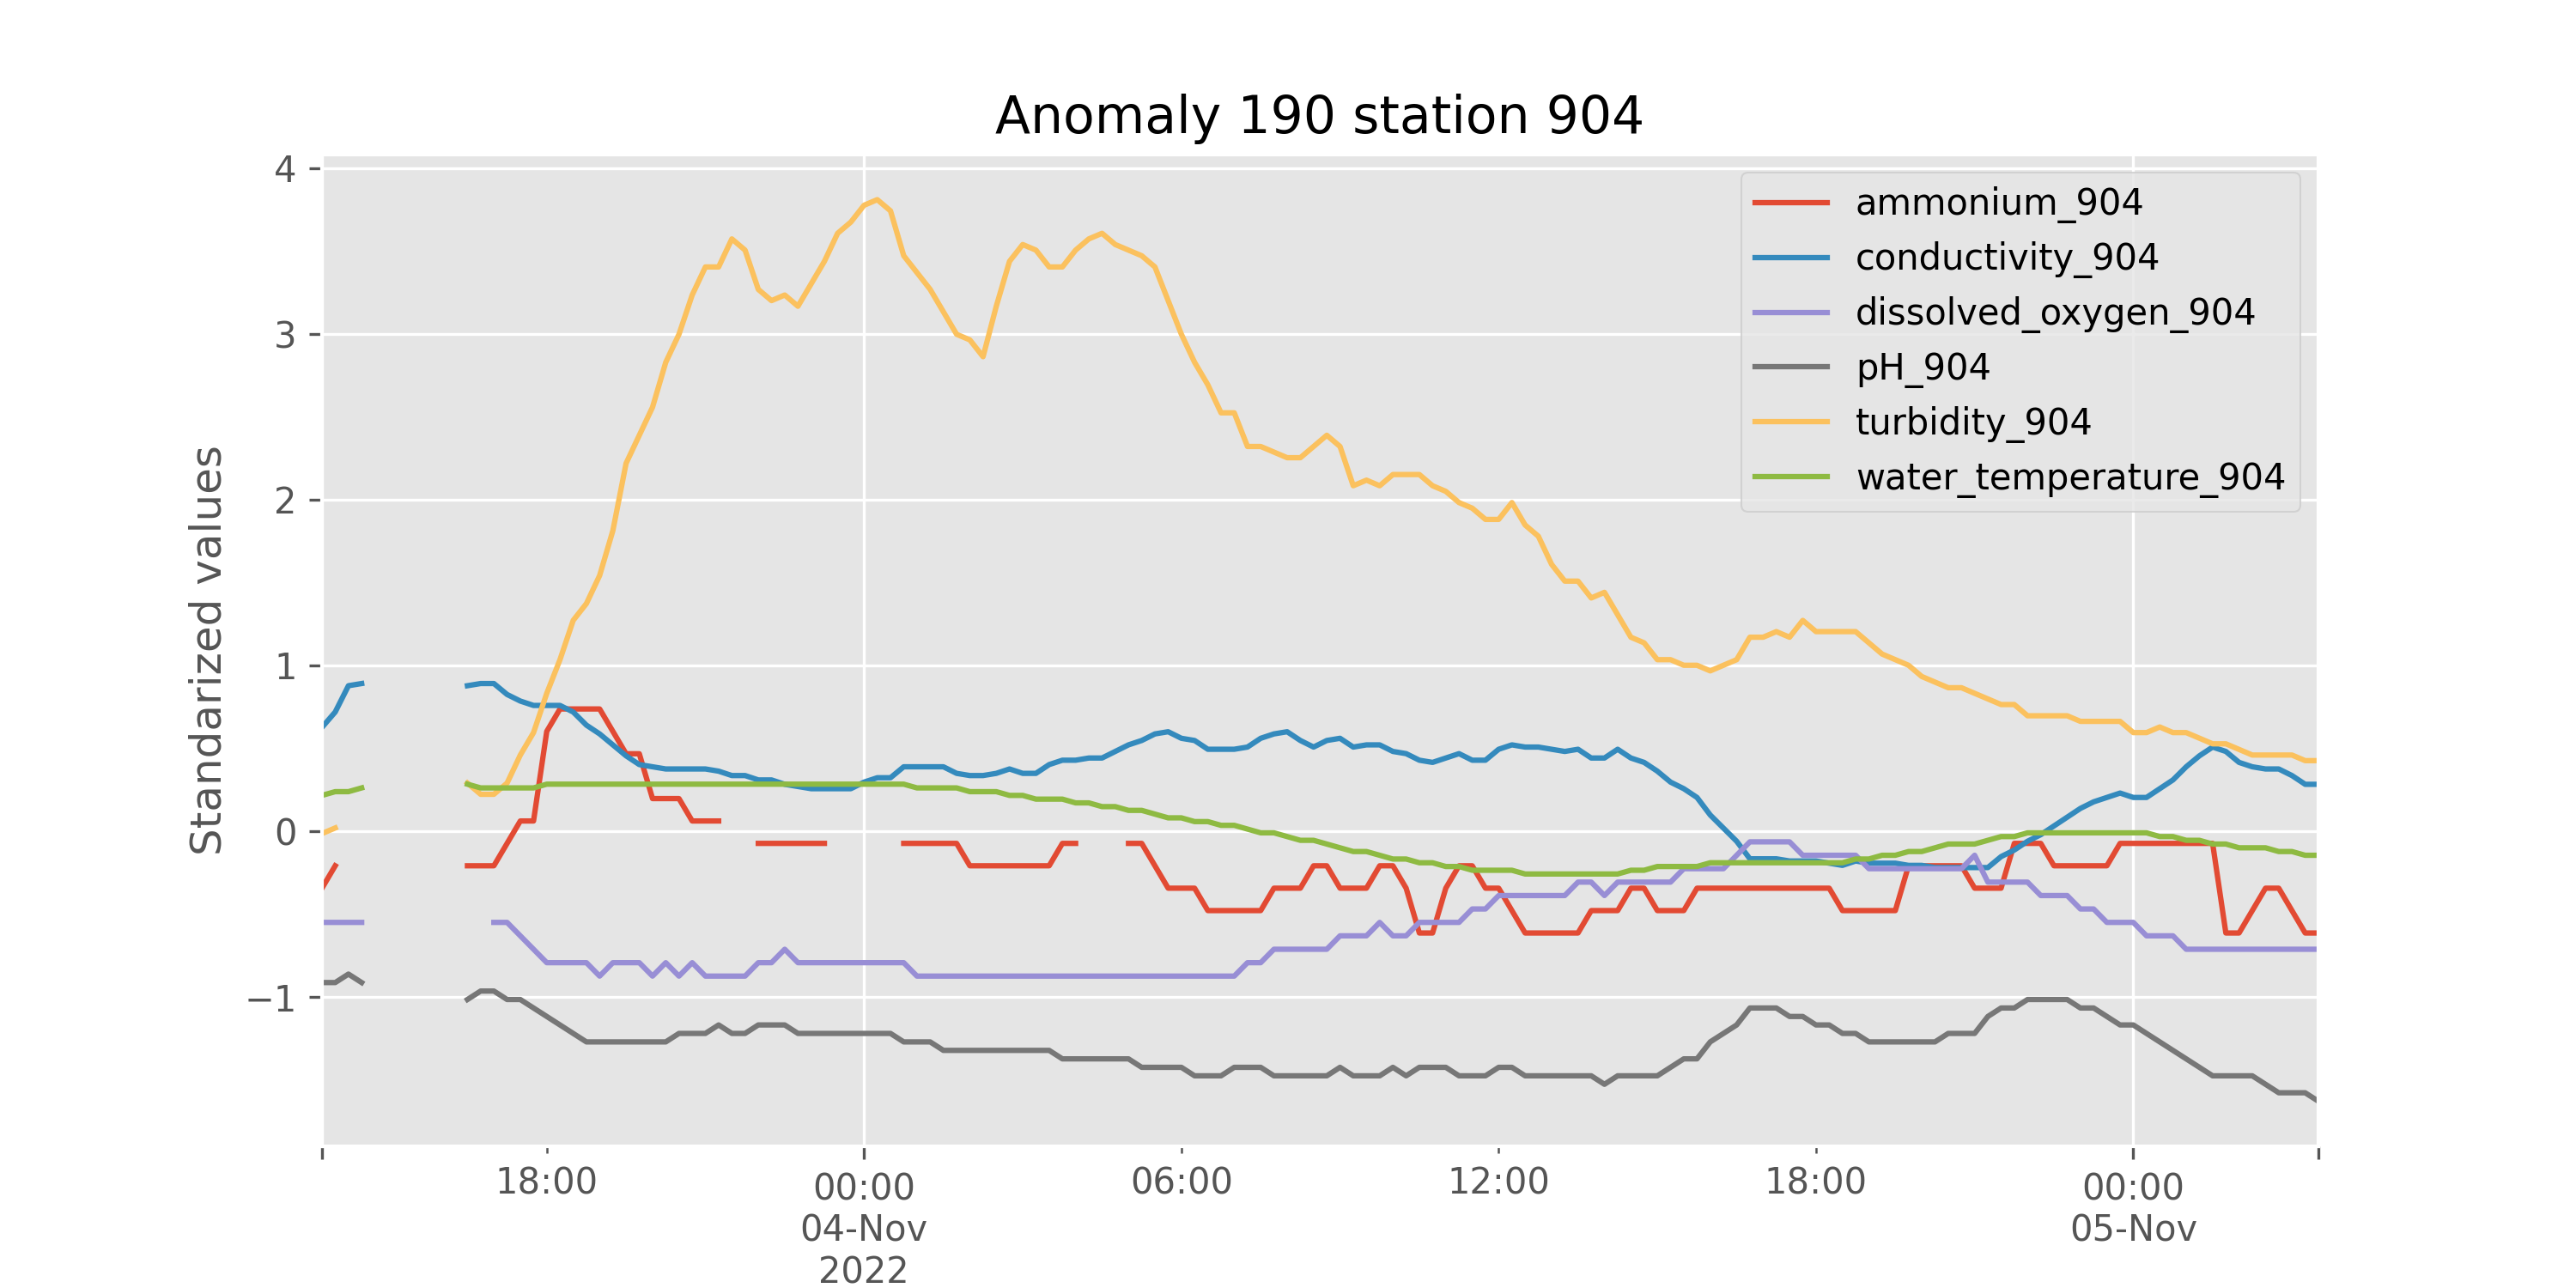 Anomaly 190 station 904
4
3
2
1
0
−1
Standardized values
ammonium_904
conductivity_904
dissolved_oxygen_904
pH_904
turbidity_904
water_temperature_904
18:00 00:00 06:00 12:00 18:00 00:00
04-Nov 05-Nov
2022